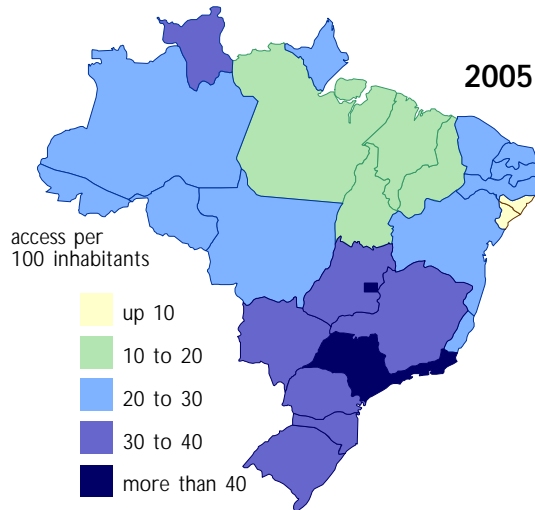 2005
access per
100 inhabitants
up 10
10 to 20
20 to 30
30 to 40
more than 40